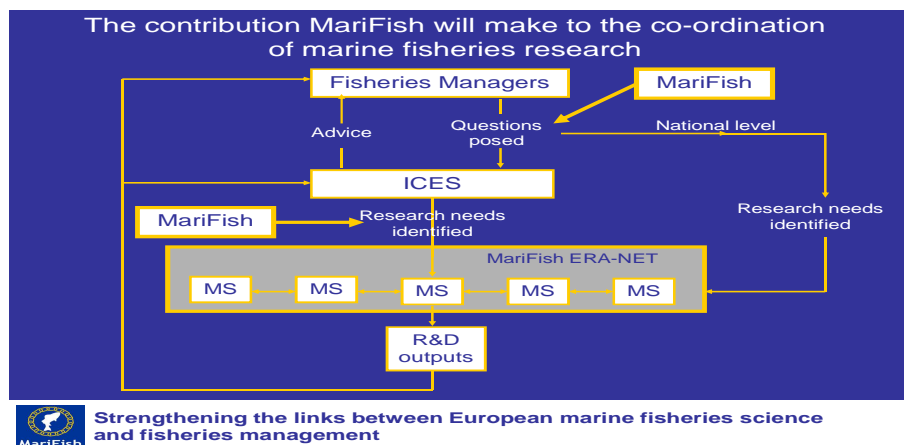 The contribution MariFish will make to the co-ordination
of marine fisheries research
Fisheries Managers
MariFish
Advice
Questions
posed
National level
ICES
MariFish
Research needs
identified
Research needs
identified
MariFish ERA-NET
MS
MS
MS
MS
MS
R&D
outputs
Strengthening the links between European marine fisheries science
and fisheries management
MariFish